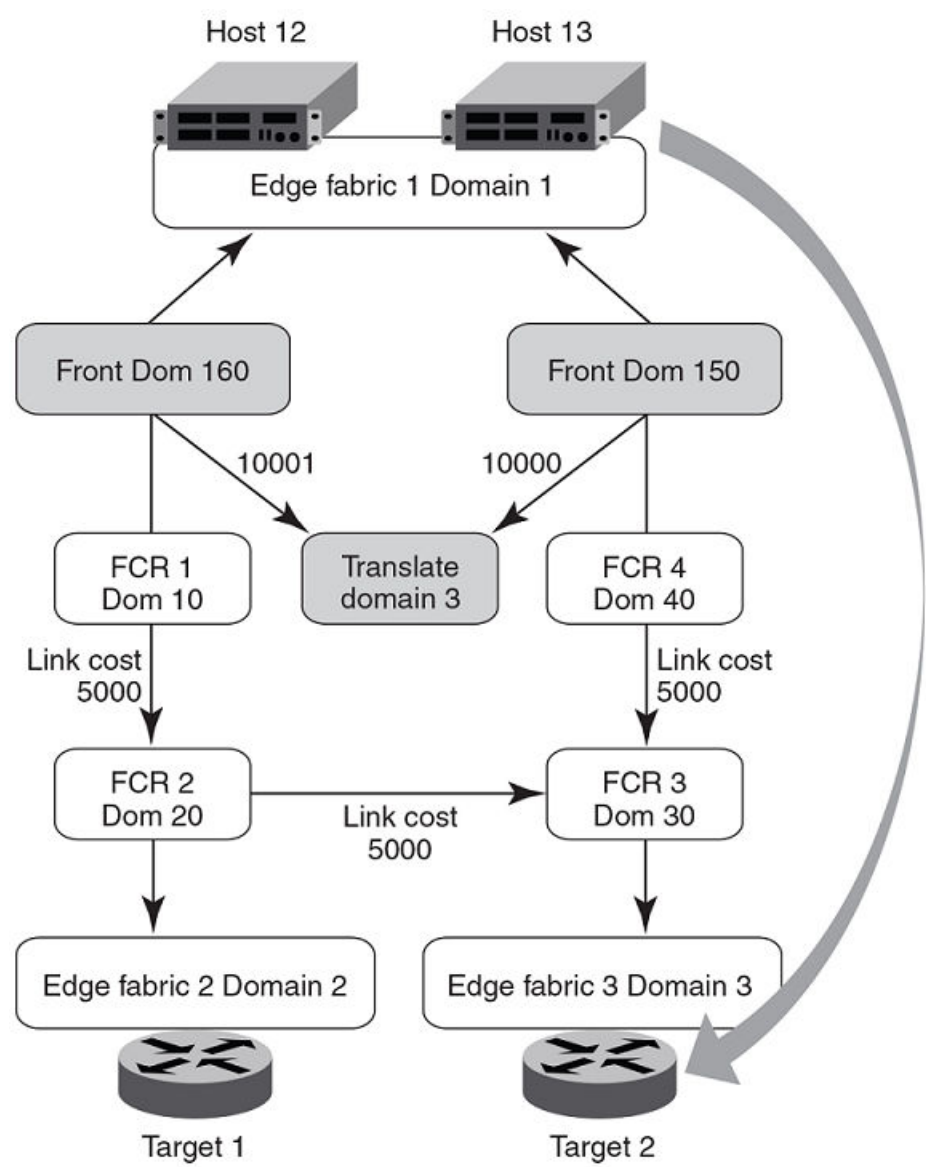 Host 12
Host 13
Edge fabric 1 Domain 1
Front Dom 160
Front Dom 150
10001
10000
FCR 1
Dom 10
Translate
domain 3
FCR 4
Dom 40
Link cost
5000
Link cost
5000
FCR 2
Dom 20
FCR 3
Dom 30
Link cost
5000
Edge fabric 2 Domain 2
Edge fabric 3 Domain 3
Target 1
Target 2